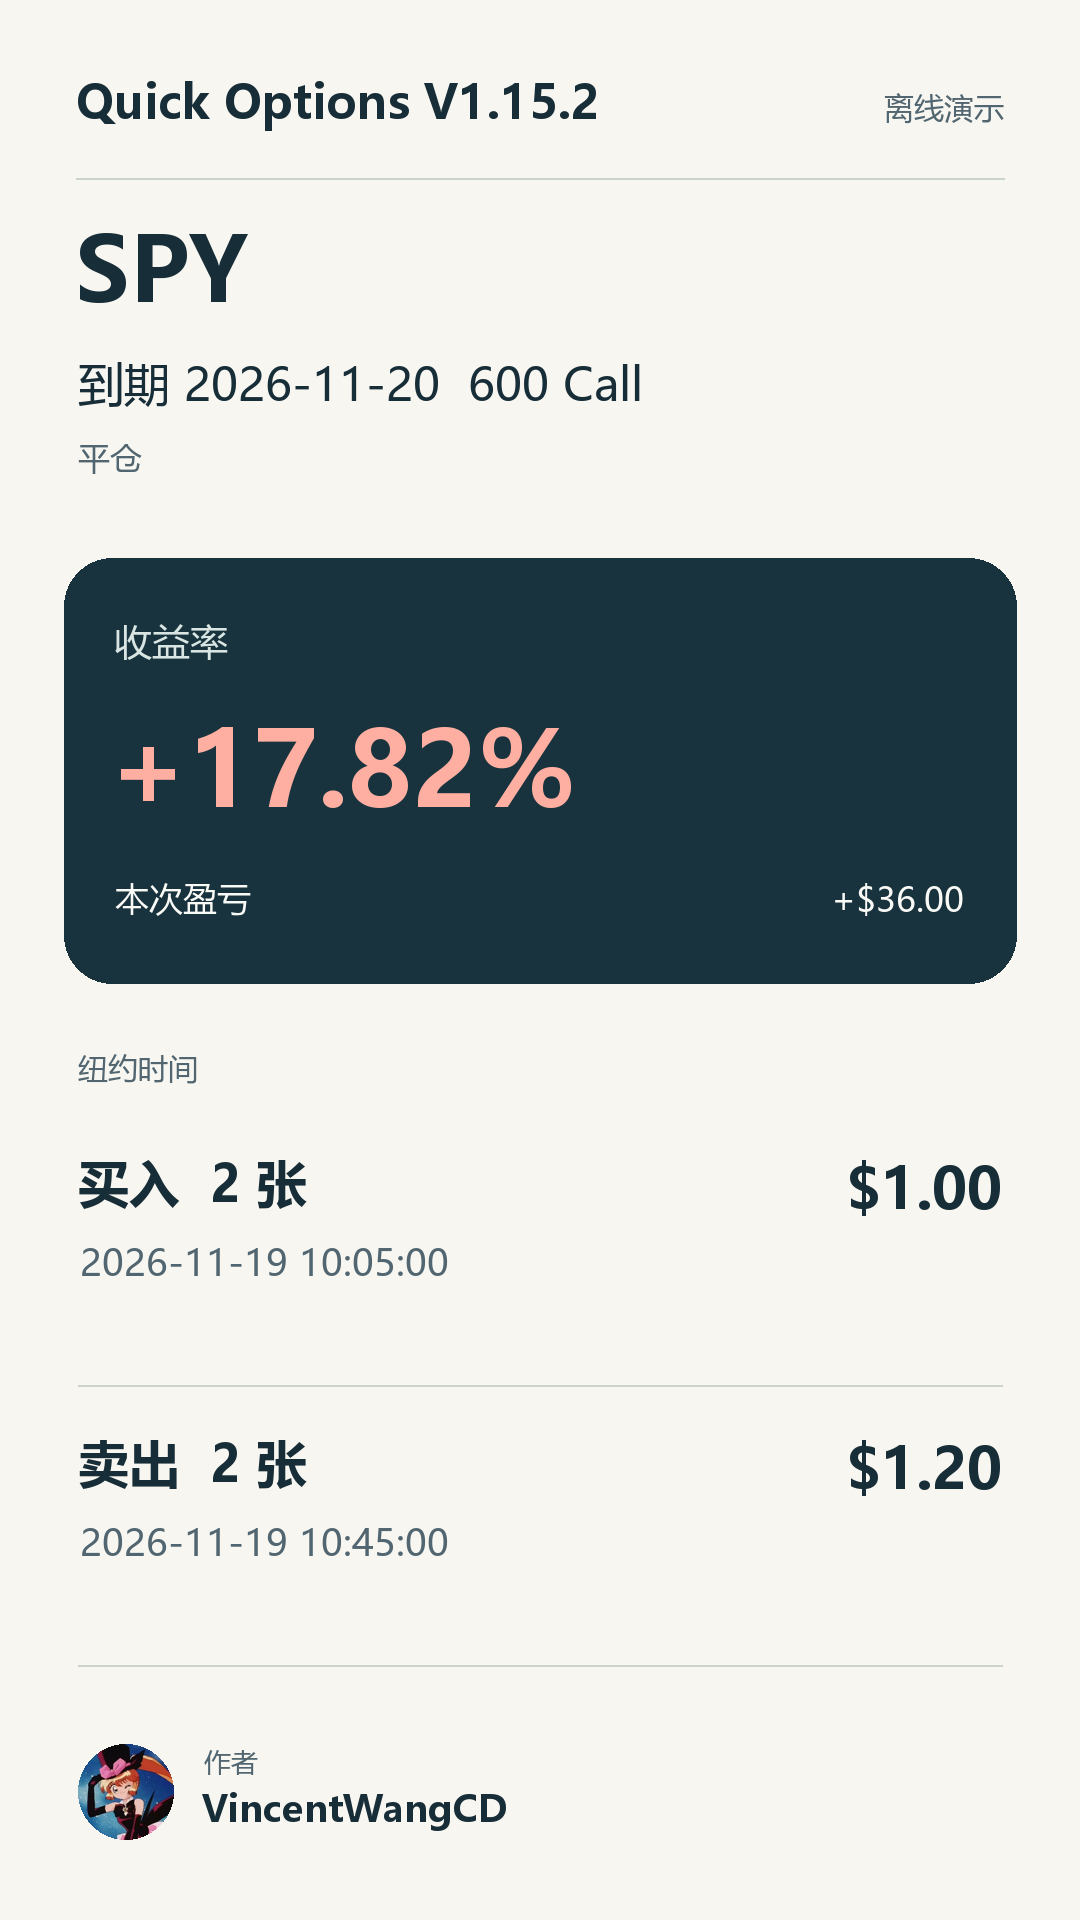 Quick Options V1.15.2
离线演示
SPY
到期 2026-11-20 600 Call
平仓
收益率
+17.82%
本次盈亏 +$36.00
纽约时间
买入 2 张 $1.00
2026-11-19 10:05:00
卖出 2 张 $1.20
2026-11-19 10:45:00
作者
VincentWangCD